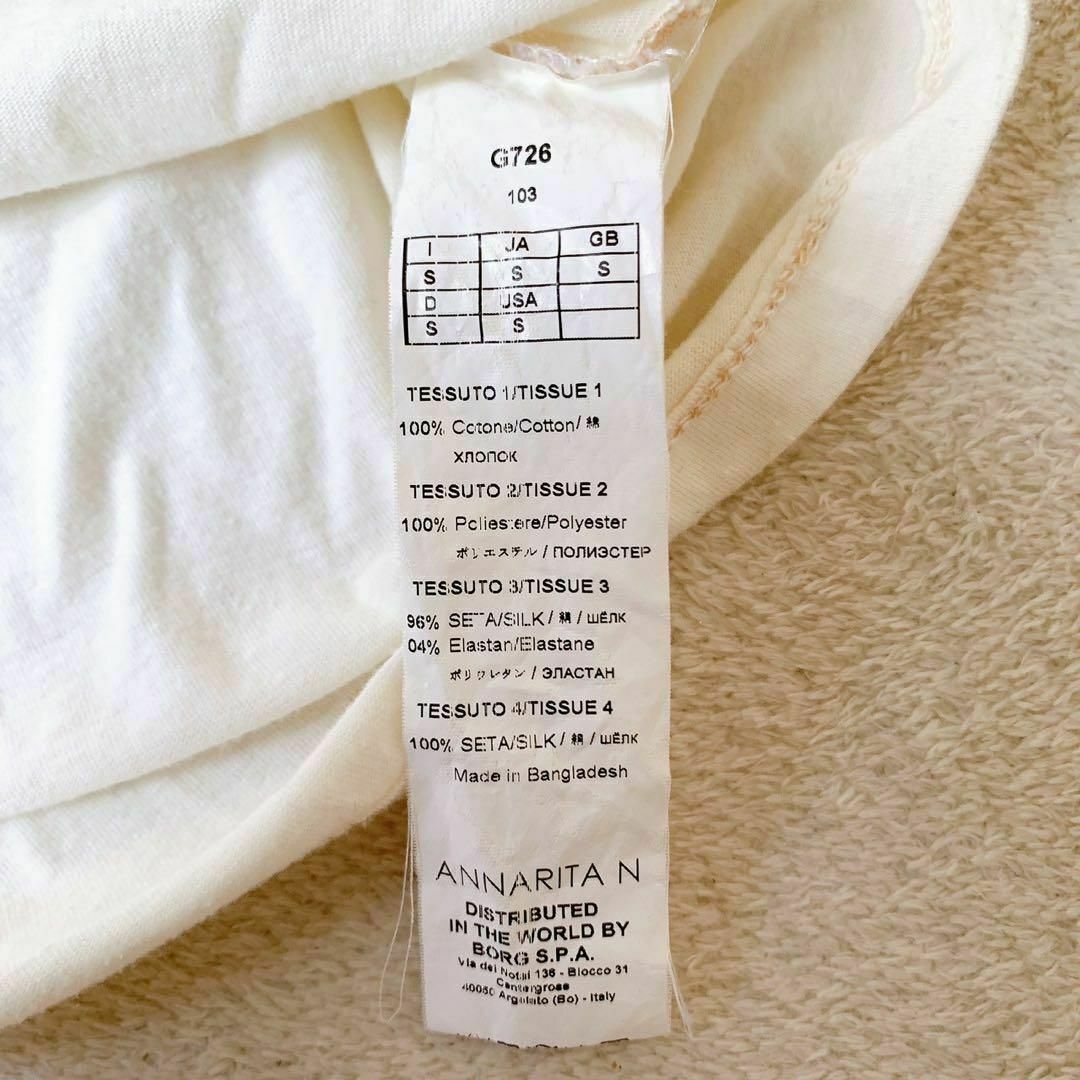 G726
103
I JA GB
S S S
D USA
S S
TESSUTO 1/TISSUE 1
100% Cotone/Cotton/ 綿
ХЛОПОК
TESSUTO 2/TISSUE 2
100% Poliestere/Polyester
ポリエステル / ПОЛИЭСТЕР
TESSUTO 3/TISSUE 3
96% SETA/SILK / 絹 / шЁлк
04% Elastan/Elastane
ポリウレタン / ЭЛАСТАН
TESSUTO 4/TISSUE 4
100% SETA/SILK / 絹 / шЁлк
Made in Bangladesh
ANNARITA N
DISTRIBUTED
IN THE WORLD BY
BORG S.P.A.
via dei Notai 136 - Blocco 31
Centergross
40050 Argelato (Bo) - Italy